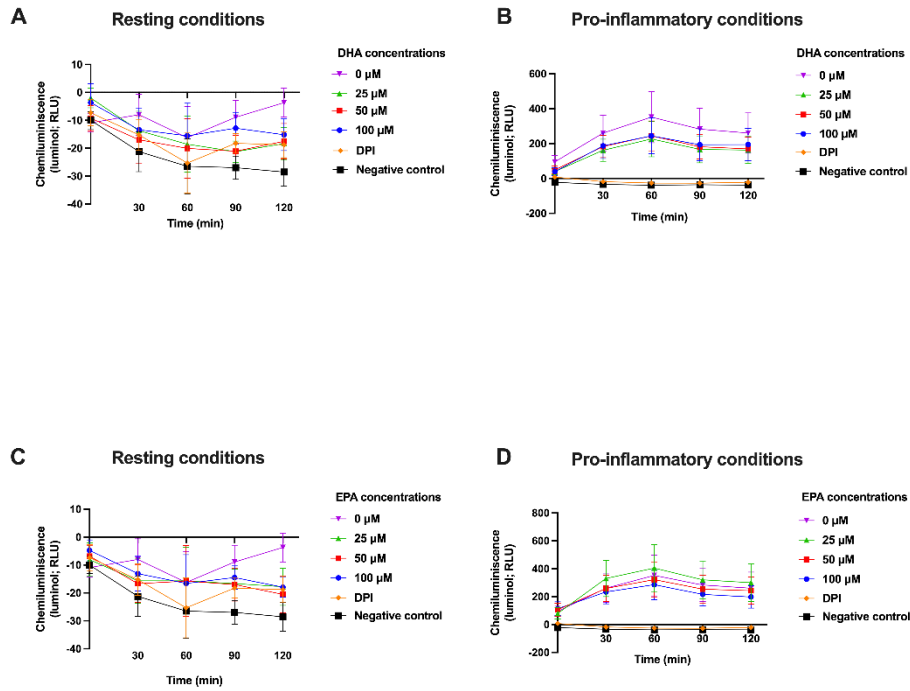 A
Resting conditions
DHA concentrations
0 µM
25 µM
50 µM
100 µM
DPI
Negative control
10
0
-10
-20
-30
-40
30
60
90
120
Time (min)
Chemiluminiscence
(luminol; RLU)
B
Pro-inflammatory conditions
DHA concentrations
0 µM
25 µM
50 µM
100 µM
DPI
Negative control
600
400
200
0
-200
30
60
90
120
Time (min)
Chemiluminiscence
(luminol; RLU)
C
Resting conditions
EPA concentrations
0 µM
25 µM
50 µM
100 µM
DPI
Negative control
10
0
-10
-20
-30
-40
30
60
90
120
Time (min)
Chemiluminiscence
(luminol; RLU)
D
Pro-inflammatory conditions
EPA concentrations
0 µM
25 µM
50 µM
100 µM
DPI
Negative control
800
600
400
200
0
-200
30
60
90
120
Time (min)
Chemiluminiscence
(luminol; RLU)